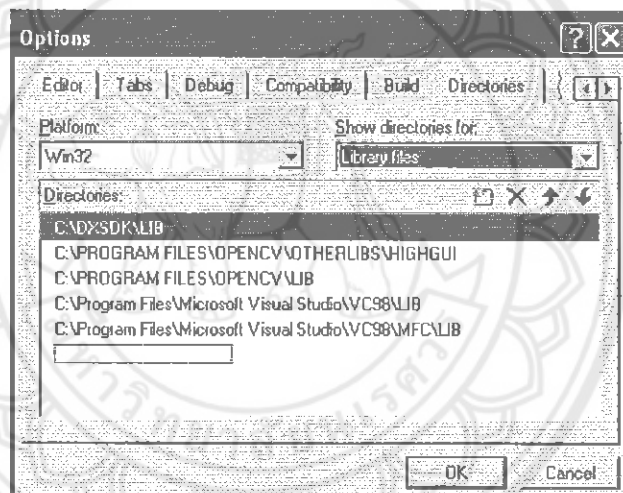 Options
Editor Tabs Debug Compatibility Build Directories
Platform: Show directories for:
Win32 Library files
Directories:
C:\DXSDK\LIB
C:\PROGRAM FILES\OPENCV\OTHERLIBS\HIGHGUI
C:\PROGRAM FILES\OPENCV\LIB
C:\Program Files\Microsoft Visual Studio\VC98\LIB
C:\Program Files\Microsoft Visual Studio\VC98\MFC\LIB
OK Cancel